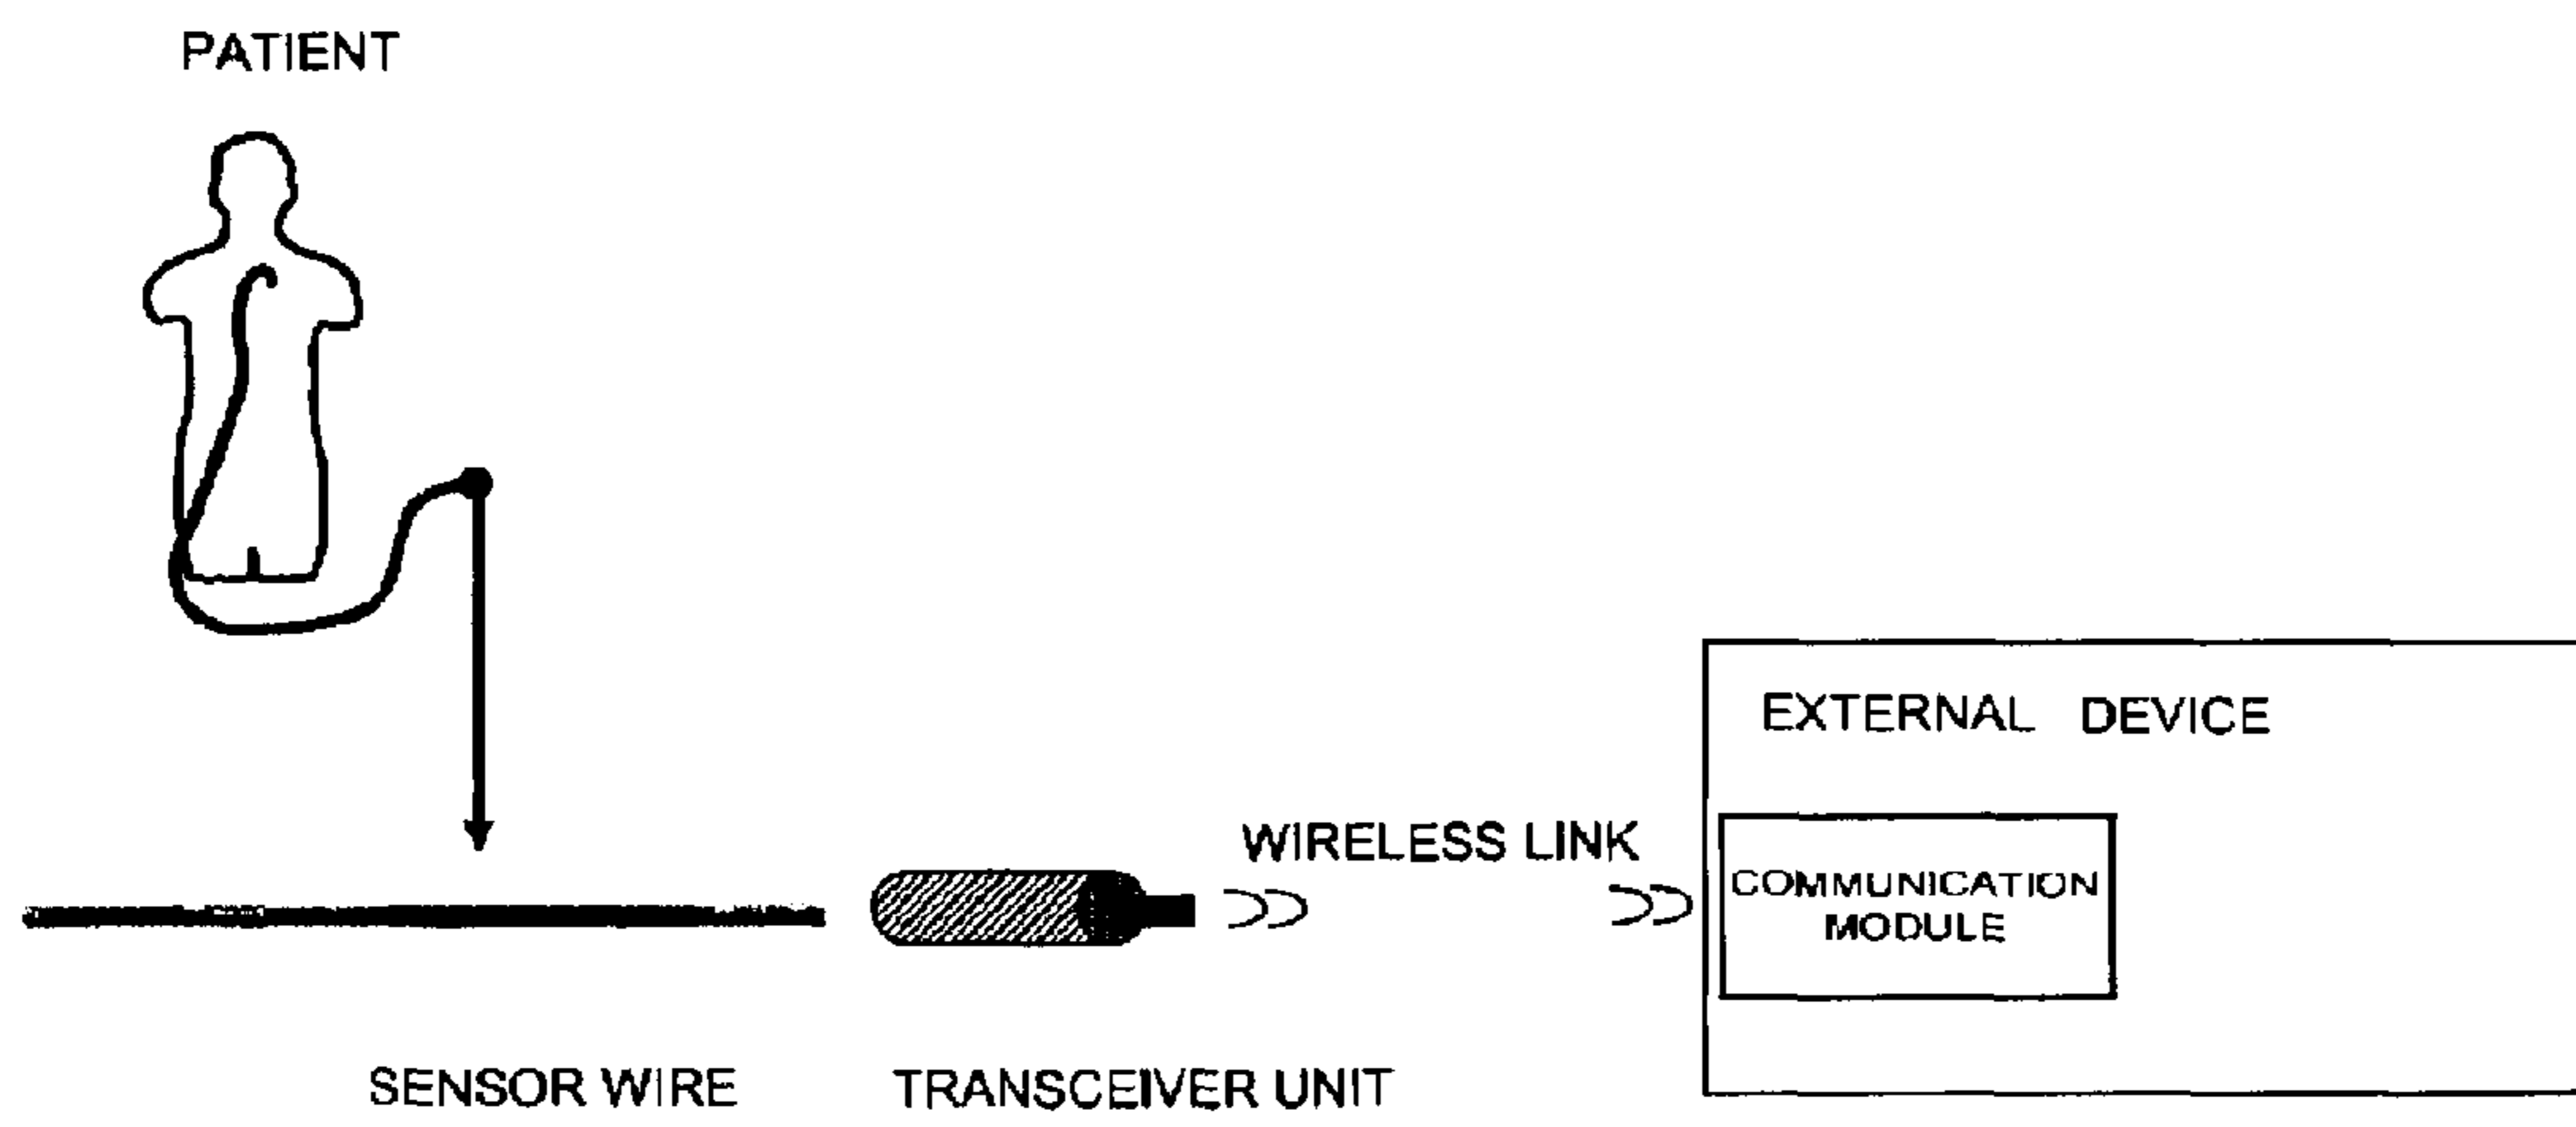 PATIENT
EXTERNAL DEVICE
WIRELESS LINK
COMMUNICATION
MODULE
SENSOR WIRE
TRANSCEIVER UNIT